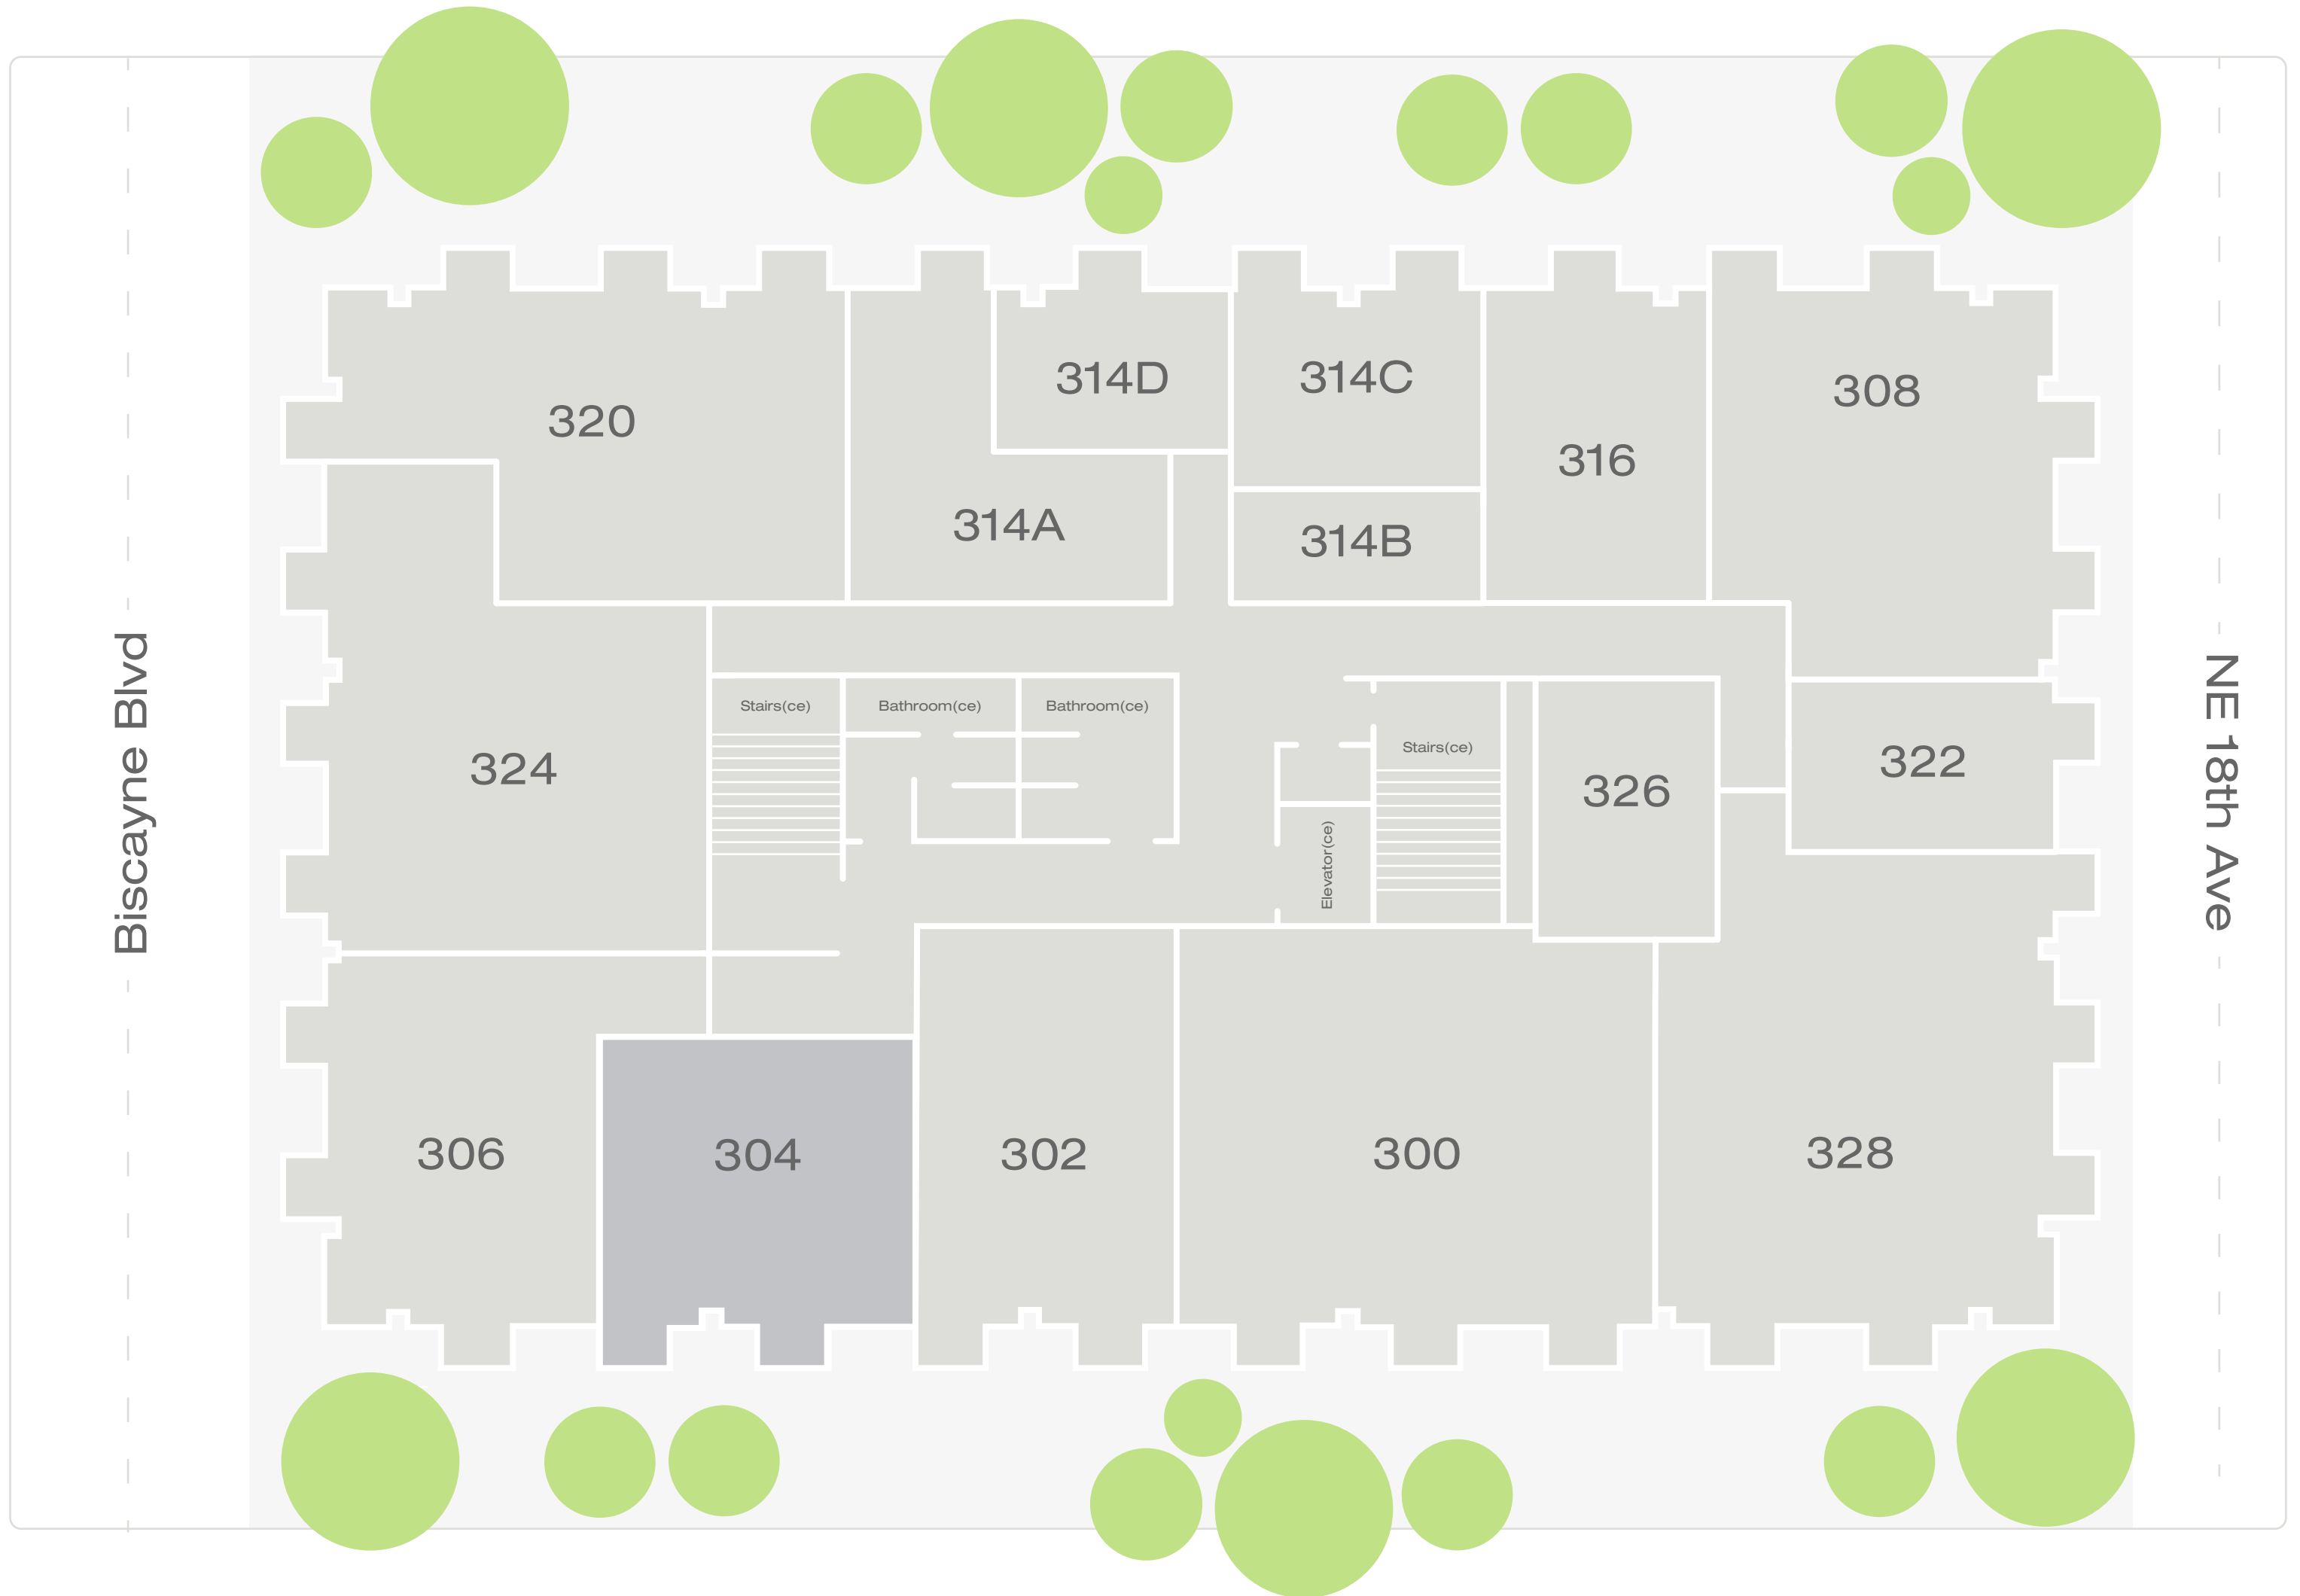 314D
314C
308
320
316
314A
314B
Biscayne Blvd
NE 18th Ave
Stairs(ce)
Bathroom(ce)
Bathroom(ce)
Stairs(ce)
324
326
322
Elevator(ce)
306
304
302
300
328